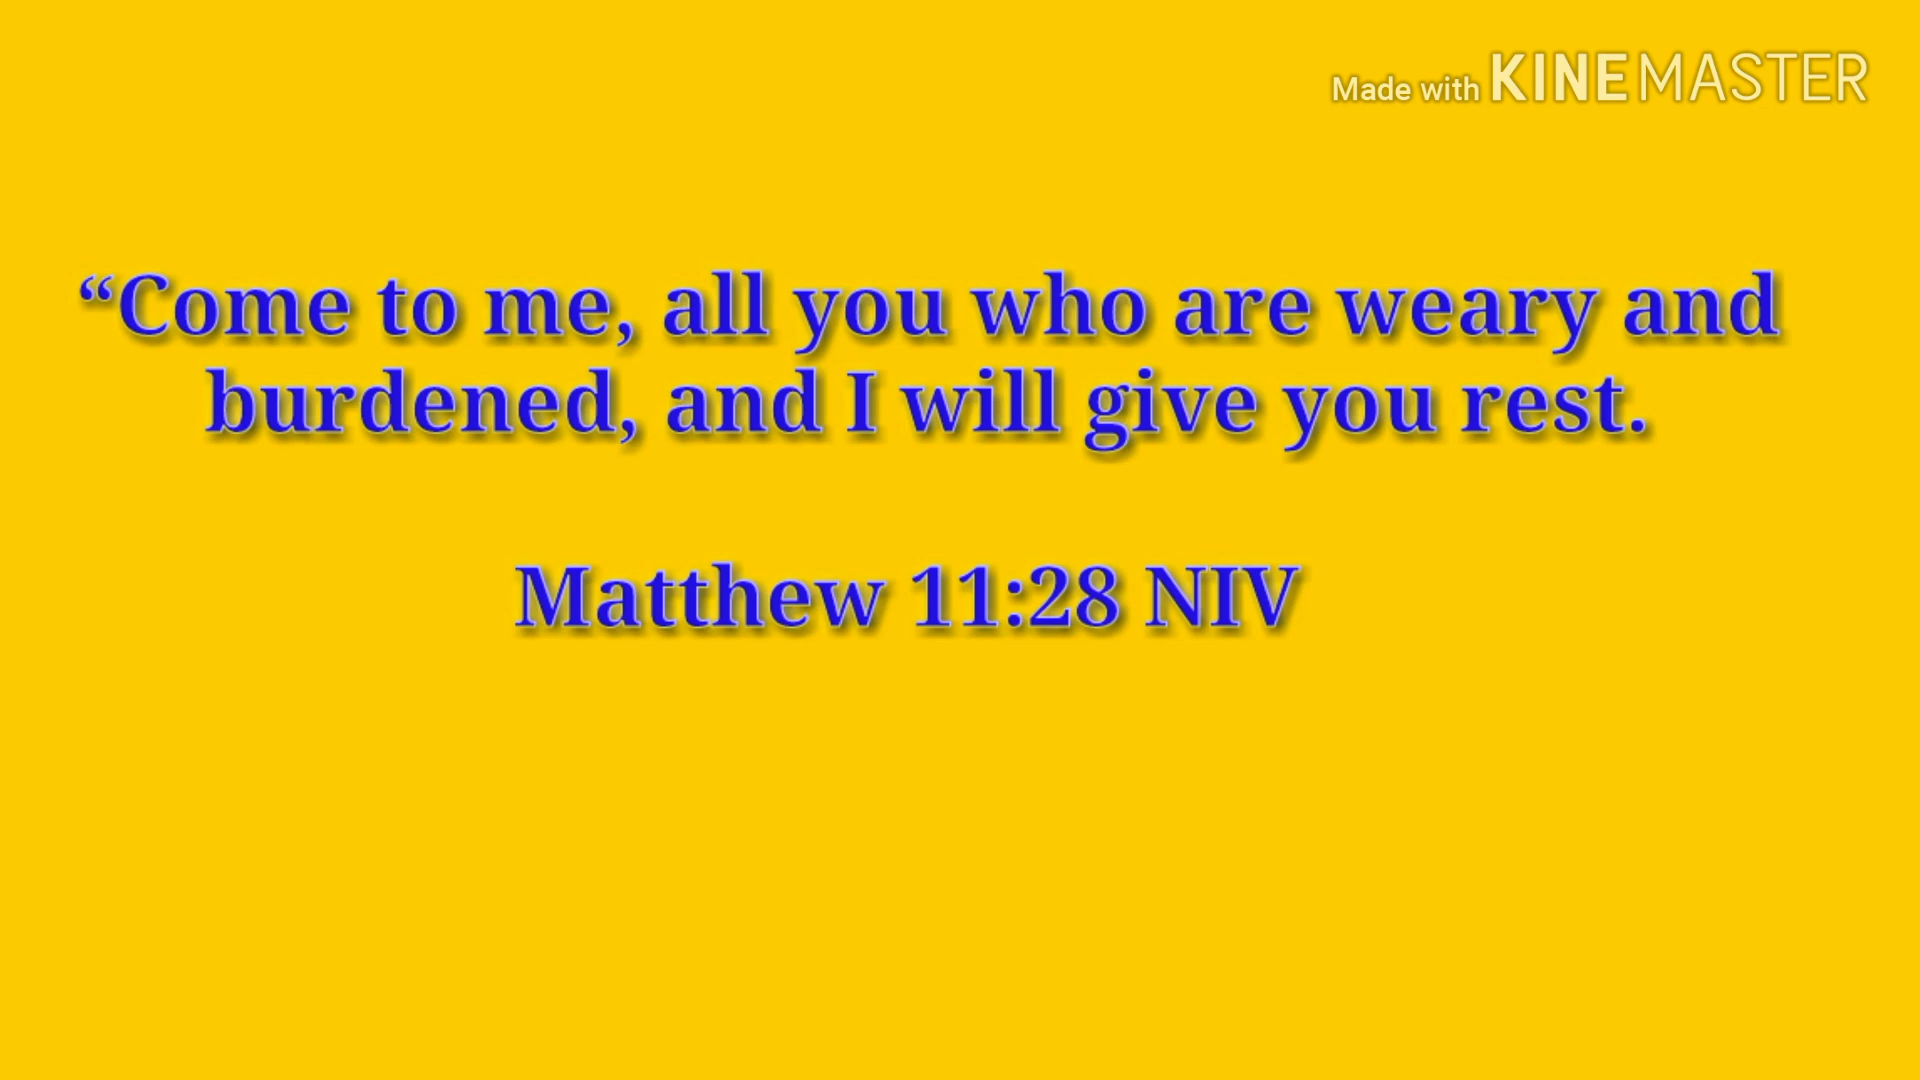 Made with KINEMASTER
“Come to me, all you who are weary and
burdened, and I will give you rest.
Matthew 11:28 NIV